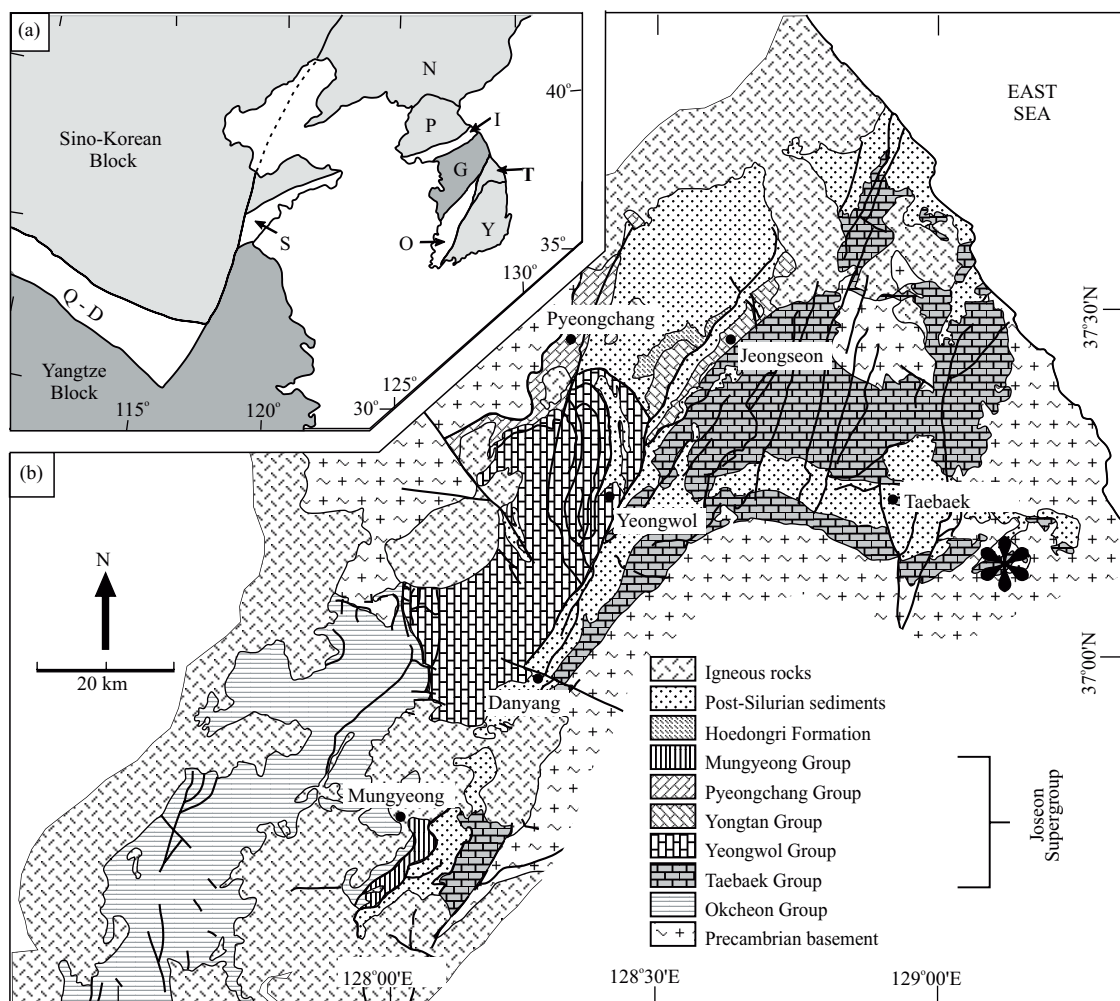 (a)
N
40°
P
I
Sino-Korean
Block
G
T
S
O
Y
35°
130°
Q - D
Yangtze
Block
125°
115°
120°
30°
EAST
SEA
37°30'N
Pyeongchang
Jeongseon
(b)
Taebaek
Yeongwol
N
20 km
37°00'N
Danyang
Mungyeong
Igneous rocks
Post-Silurian sediments
Hoedongri Formation
Mungyeong Group
Pyeongchang Group
Yongtan Group
Yeongwol Group
Taebaek Group
Okcheon Group
Precambrian basement
Joseon
Supergroup
128°00'E
128°30'E
129°00'E